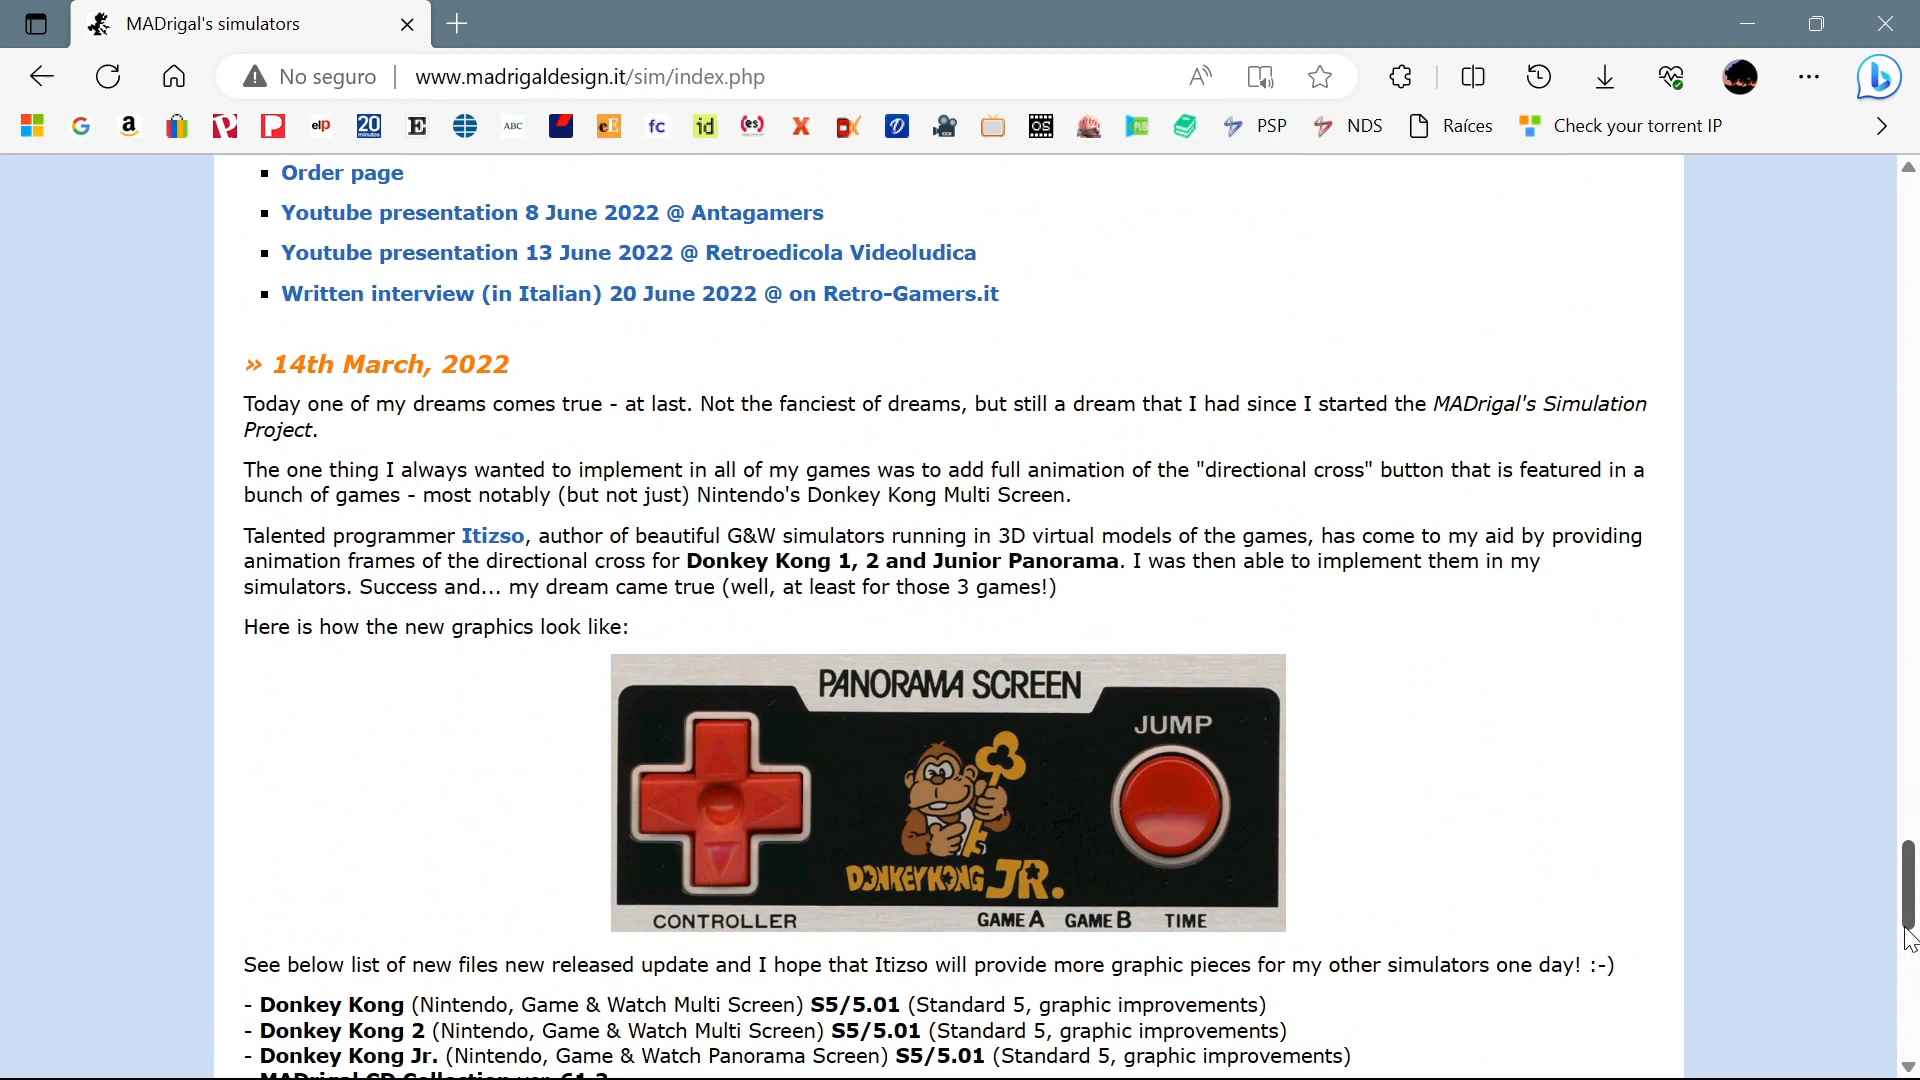 MADrigal's simulators
No seguro
www.madrigaldesign.it/sim/index.php
G a elp 20 minutos E ABC eE fc id (es) X DX D OS PUB PSP NDS Raíces Check your torrent IP
Order page
Youtube presentation 8 June 2022 @ Antagamers
Youtube presentation 13 June 2022 @ Retroedicola Videoludica
Written interview (in Italian) 20 June 2022 @ on Retro-Gamers.it
» 14th March, 2022
Today one of my dreams comes true - at last. Not the fanciest of dreams, but still a dream that I had since I started the MADrigal's Simulation
Project.
The one thing I always wanted to implement in all of my games was to add full animation of the "directional cross" button that is featured in a
bunch of games - most notably (but not just) Nintendo's Donkey Kong Multi Screen.
Talented programmer Itizso, author of beautiful G&W simulators running in 3D virtual models of the games, has come to my aid by providing
animation frames of the directional cross for Donkey Kong 1, 2 and Junior Panorama. I was then able to implement them in my
simulators. Success and... my dream came true (well, at least for those 3 games!)
Here is how the new graphics look like:
PANORAMA SCREEN
JUMP
DONKEY KONG JR.
CONTROLLER GAME A GAME B TIME
See below list of new files new released update and I hope that Itizso will provide more graphic pieces for my other simulators one day! :-)
- Donkey Kong (Nintendo, Game & Watch Multi Screen) S5/5.01 (Standard 5, graphic improvements)
- Donkey Kong 2 (Nintendo, Game & Watch Multi Screen) S5/5.01 (Standard 5, graphic improvements)
- Donkey Kong Jr. (Nintendo, Game & Watch Panorama Screen) S5/5.01 (Standard 5, graphic improvements)